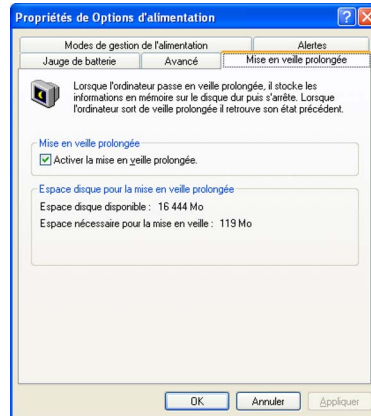 Propriétés de Options d'alimentation
Modes de gestion de l'alimentation
Alertes
Jauge de batterie
Avancé
Mise en veille prolongée
Lorsque l'ordinateur passe en veille prolongée, il stocke les
informations en mémoire sur le disque dur puis s'arrête. Lorsque
l'ordinateur sort de veille prolongée il retrouve son état précédent.
Mise en veille prolongée
Activer la mise en veille prolongée.
Espace disque pour la mise en veille prolongée
Espace disque disponible : 16 444 Mo
Espace nécessaire pour la mise en veille : 119 Mo
OK
Annuler
Appliquer